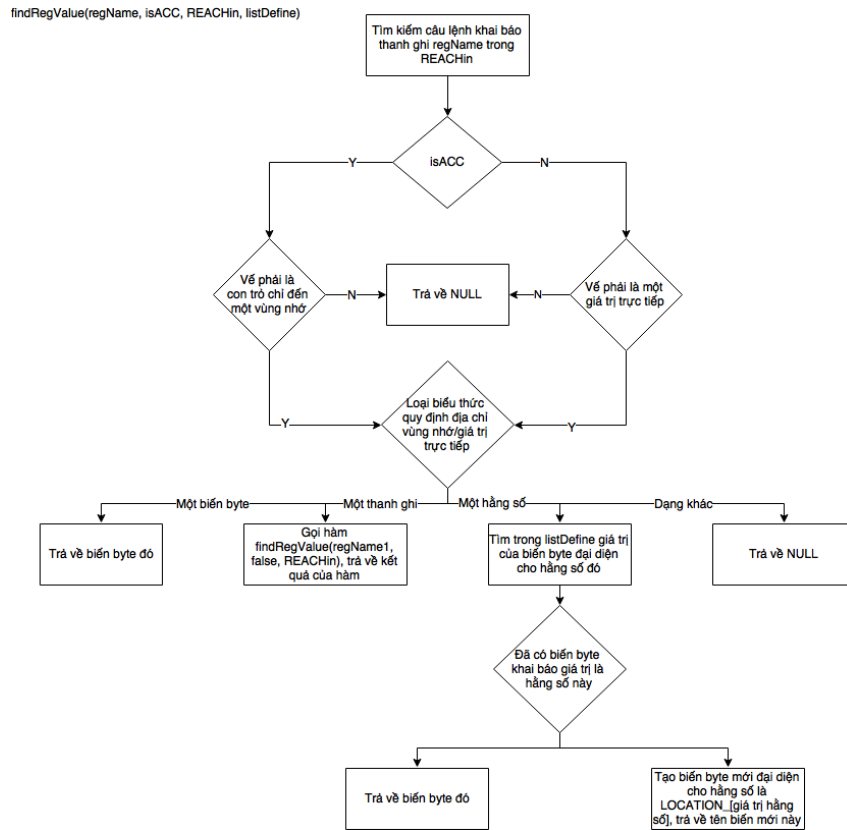 findRegValue(regName, isACC, REACHin, listDefine)
Tìm kiếm câu lệnh khai báo
thanh ghi regName trong
REACHin
isACC
Y
N
Vế phải là
con trỏ chỉ đến
một vùng nhớ
N
Trả về NULL
N
Vế phải là một
giá trị trực tiếp
Loại biểu thức
quy định địa chỉ
vùng nhớ/giá trị
trực tiếp
Y
Y
Một biến byte
Một thanh ghi
Một hằng số
Dạng khác
Trả về biến byte đó
Gọi hàm
findRegValue(regName1,
false, REACHin), trả về kết
quả của hàm
Tìm trong listDefine giá trị
của biến byte đại diện
cho hằng số đó
Trả về NULL
Đã có biến byte
khai báo giá trị là
hằng số này
Trả về biến byte đó
Tạo biến byte mới đại diện
cho hằng số là
LOCATION_[giá trị hằng
số], trả về tên biến mới này